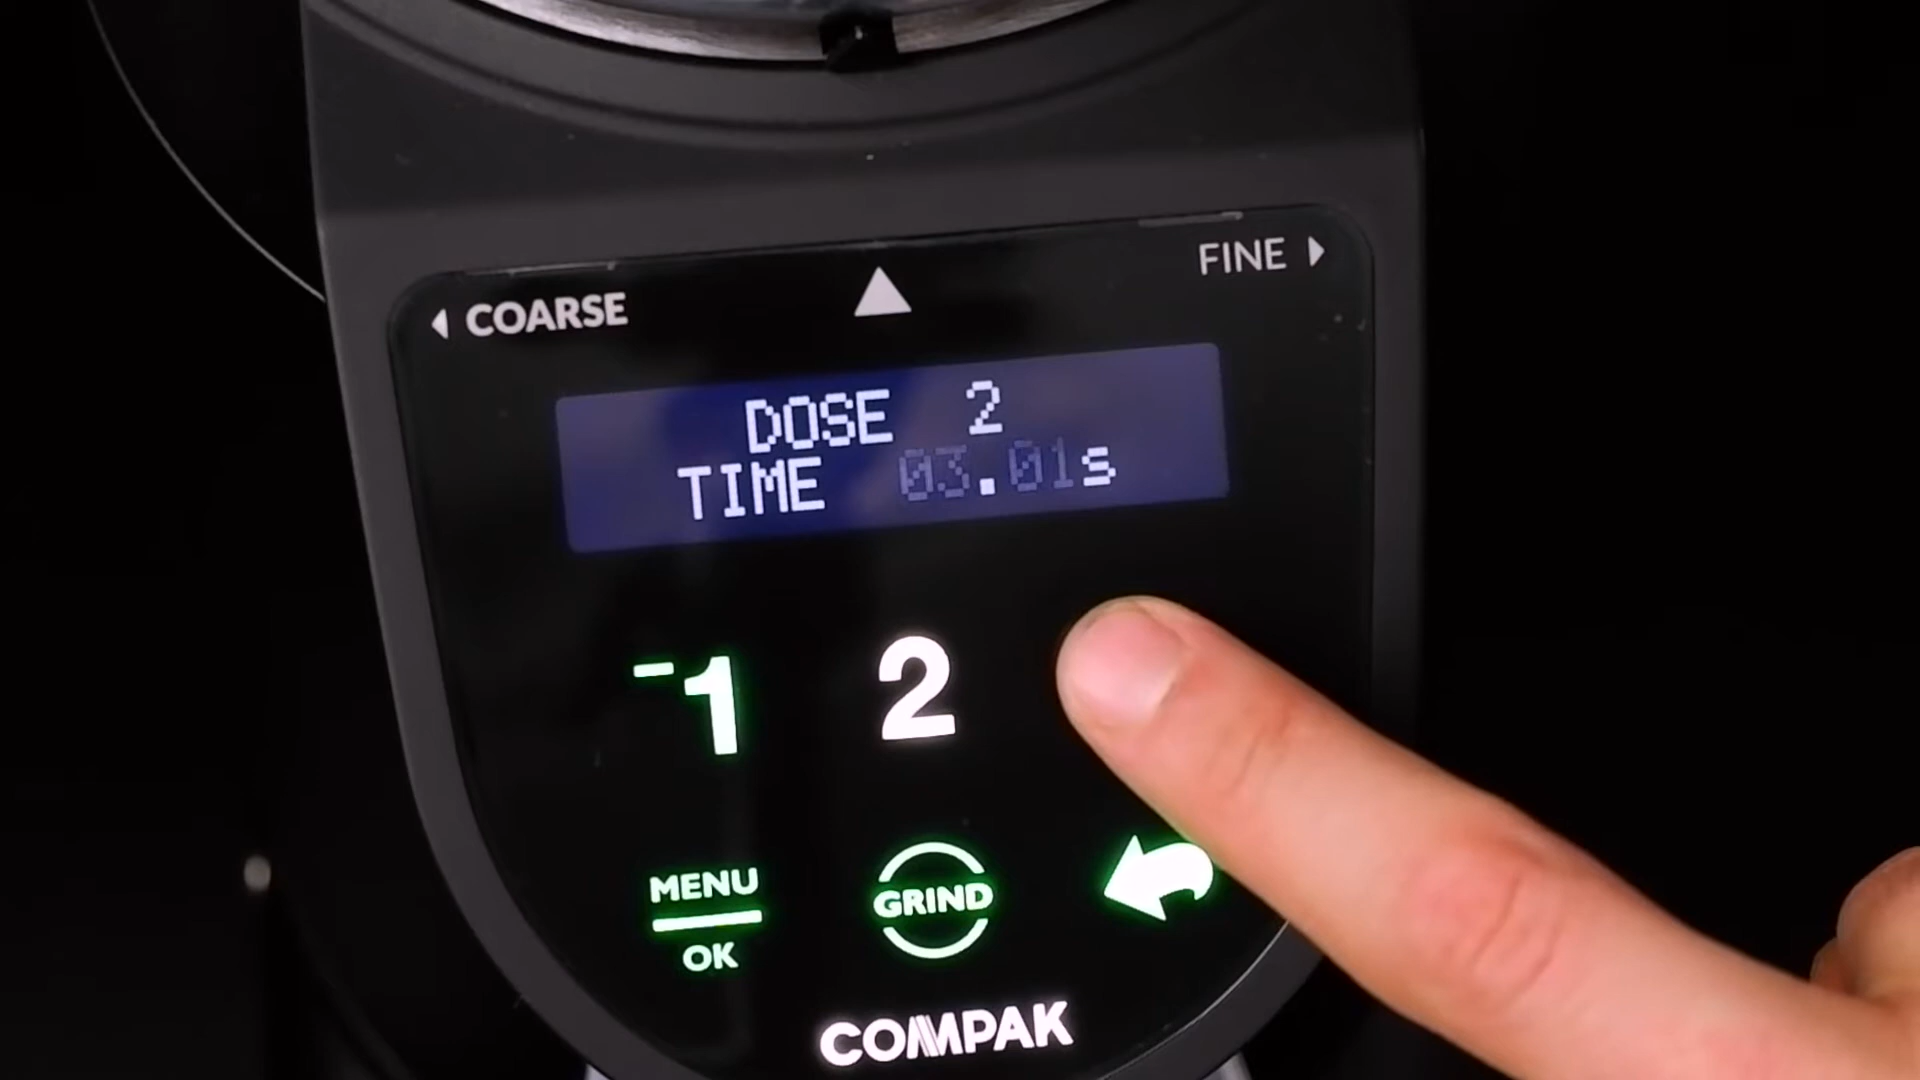 COARSE
FINE
DOSE 2
TIME 03.01s
-1
2
MENU
OK
GRIND
COMPAK